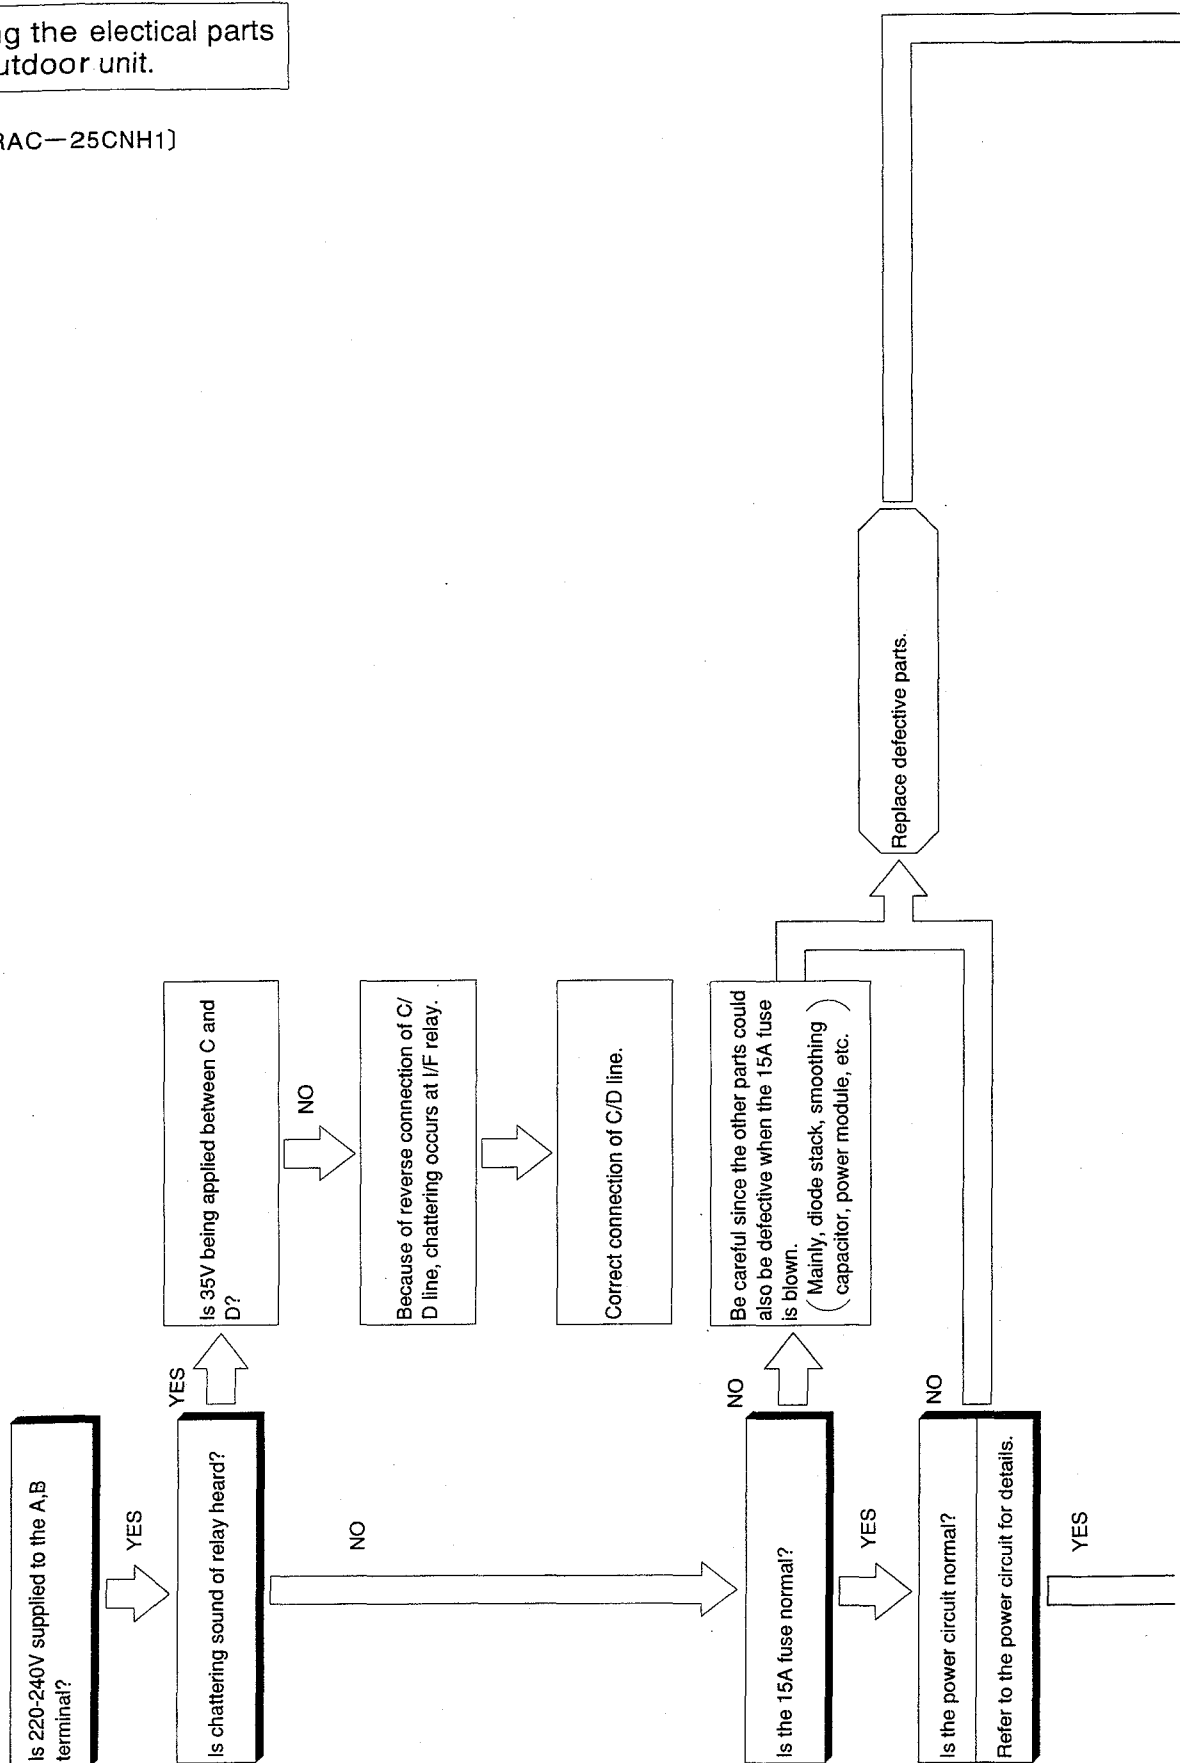 g the electical parts
utdoor unit.
RAC—25CNH1]
Is 220-240V supplied to the A,B
terminal?
YES
Is chattering sound of relay heard?
YES
Is 35V being applied between C and
D?
NO
Because of reverse connection of C/
D line, chattering occurs at I/F relay.
Correct connection of C/D line.
NO
Is the 15A fuse normal?
NO
Be careful since the other parts could
also be defective when the 15A fuse
is blown.
(Mainly, diode stack, smoothing
capacitor, power module, etc.)
YES
Is the power circuit normal?
Refer to the power circuit for details.
NO
Replace defective parts.
YES